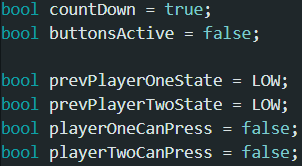 bool countDown = true;
bool buttonsActive = false;

bool prevPlayerOneState = LOW;
bool prevPlayerTwoState = LOW;
bool playerOneCanPress = false;
bool playerTwoCanPress = false;